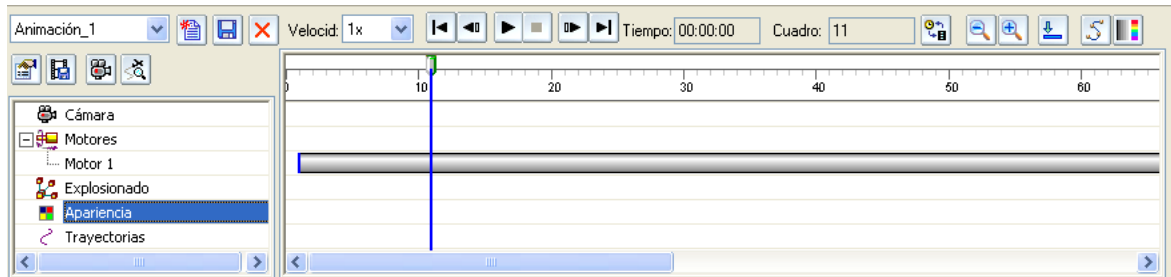 Animación_1 Velocid: 1x Tiempo: 00:00:00 Cuadro: 11
0 10 20 30 40 50 60
Cámara
Motores
Motor 1
Explosionado
Apariencia
Trayectorias